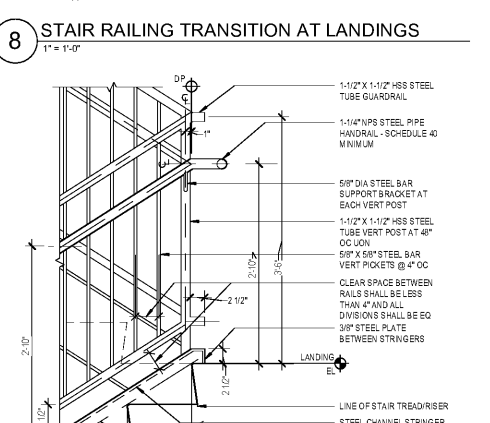 8
STAIR RAILING TRANSITION AT LANDINGS
1" = 1'-0"
DP
1-1/2" X 1-1/2" HSS STEEL
TUBE GUARDRAIL
1"
1-1/4" NPS STEEL PIPE
HANDRAIL - SCHEDULE 40
MINIMUM
5/8" DIA STEEL BAR
SUPPORT BRACKET AT
EACH VERT POST
1-1/2" X 1-1/2" HSS STEEL
TUBE VERT POST AT 48"
OC UON
5/8" X 5/8" STEEL BAR
VERT PICKETS @ 4" OC
2'-10"
3'-6"
CLEAR SPACE BETWEEN
RAILS SHALL BE LESS
THAN 4" AND ALL
DIVISIONS SHALL BE EQ
2 1/2"
3/8" STEEL PLATE
BETWEEN STRINGERS
2'-10"
LANDING
EL
2 1/2"
LINE OF STAIR TREAD/RISER
1/2"
STEEL CHANNEL STRINGER